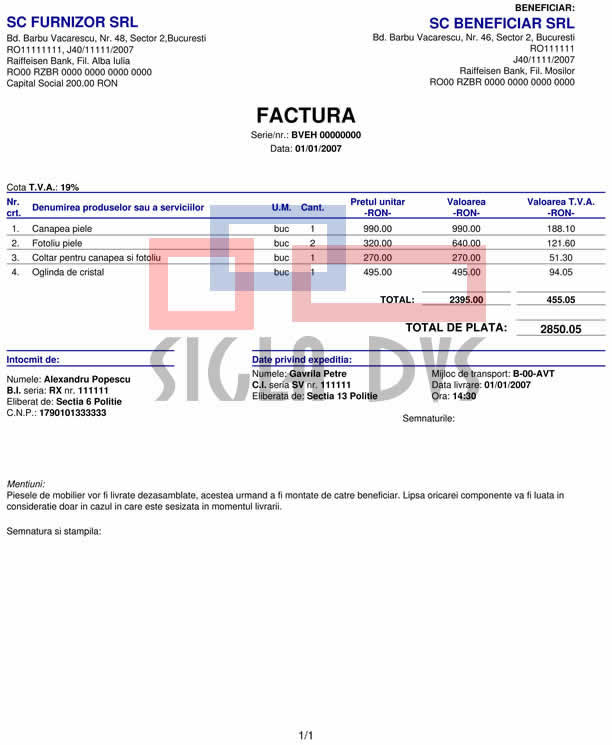 SC FURNIZOR SRL
Bd. Barbu Vacarescu, Nr. 48, Sector 2,Bucuresti
RO11111111, J40/11111/2007
Raiffeisen Bank, Fil. Alba Iulia
RO00 RZBR 0000 0000 0000 0000
Capital Social 200.00 RON
BENEFICIAR:
SC BENEFICIAR SRL
Bd. Barbu Vacarescu, Nr. 46, Sector 2, Bucuresti
RO111111
J40/1111/2007
Raiffeisen Bank, Fil. Mosilor
RO00 RZBR 0000 0000 0000 0000
FACTURA
Serie/nr.: BVEH 00000000
Data: 01/01/2007
Cota T.V.A.: 19%
Nr. crt. Denumirea produselor sau a serviciilor U.M. Cant. Pretul unitar -RON- Valoarea -RON- Valoarea T.V.A. -RON-
1. Canapea piele buc 1 990.00 990.00 188.10
2. Fotoliu piele buc 2 320.00 640.00 121.60
3. Coltar pentru canapea si fotoliu buc 1 270.00 270.00 51.30
4. Oglinda de cristal buc 1 495.00 495.00 94.05
TOTAL: 2395.00 455.05
TOTAL DE PLATA: 2850.05
SIGMA DVS
Intocmit de:
Numele: Alexandru Popescu
B.I. seria: RX nr. 111111
Eliberat de: Sectia 6 Politie
C.N.P.: 1790101333333
Date privind expeditia:
Numele: Gavrila Petre
C.I. seria SV nr. 111111
Eliberata de: Sectia 13 Politie
Mijloc de transport: B-00-AVT
Data livrare: 01/01/2007
Ora: 14:30
Semnaturile:
Mentiuni:
Piesele de mobilier vor fi livrate dezasamblate, acestea urmand a fi montate de catre beneficiar. Lipsa oricarei componente va fi luata in
consideratie doar in cazul in care este sesizata in momentul livrarii.
Semnatura si stampila:
1/1